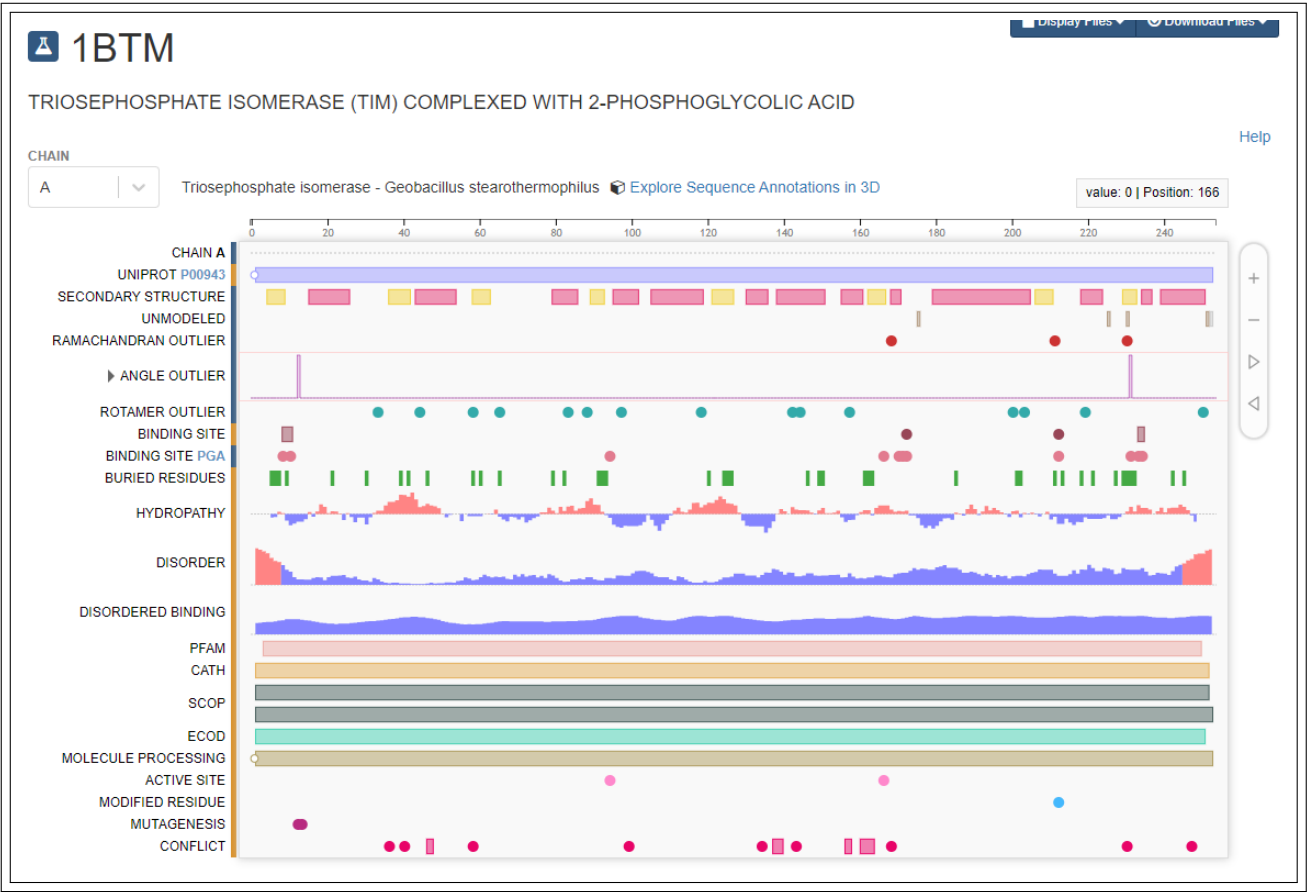 Display Files Download Files
1BTM
TRIOSEPHOSPHATE ISOMERASE (TIM) COMPLEXED WITH 2-PHOSPHOGLYCOLIC ACID
Help
CHAIN
A
Triosephosphate isomerase - Geobacillus stearothermophilus Explore Sequence Annotations in 3D
value: 0 | Position: 166
0 20 40 60 80 100 120 140 160 180 200 220 240
CHAIN A
UNIPROT P00943
SECONDARY STRUCTURE
UNMODELED
RAMACHANDRAN OUTLIER
ANGLE OUTLIER
ROTAMER OUTLIER
BINDING SITE
BINDING SITE PGA
BURIED RESIDUES
HYDROPATHY
DISORDER
DISORDERED BINDING
PFAM
CATH
SCOP
ECOD
MOLECULE PROCESSING
ACTIVE SITE
MODIFIED RESIDUE
MUTAGENESIS
CONFLICT